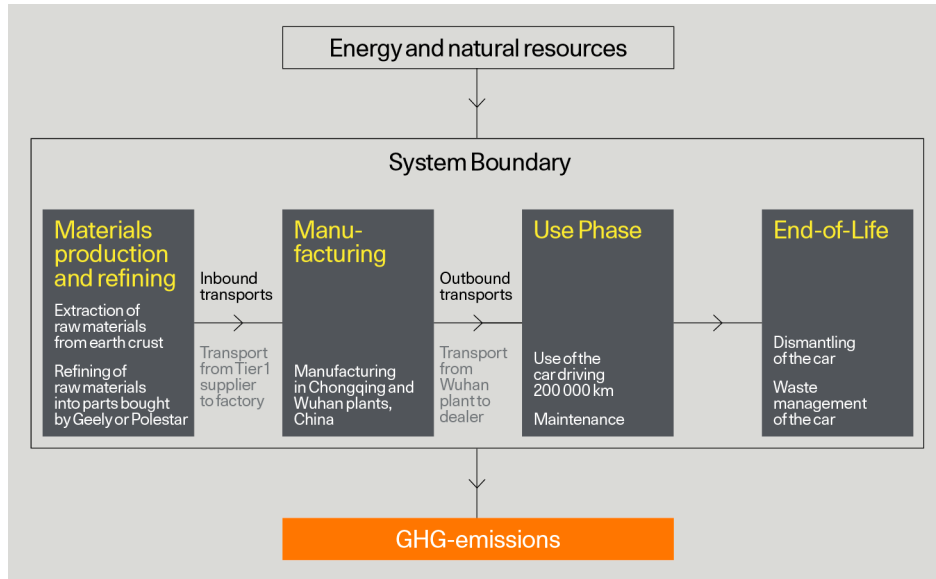 Energy and natural resources
System Boundary
Materials
production
and refining
Extraction of
raw materials
from earth crust
Refining of
raw materials
into parts bought
by Geely or Polestar
Inbound
transports
Transport
from Tier 1
supplier
to factory
Manu-
facturing
Manufacturing
in Chongqing and
Wuhan plants,
China
Outbound
transports
Transport
from
Wuhan
plant to
dealer
Use Phase
Use of the
car driving
200 000 km
Maintenance
End-of-Life
Dismantling
of the car
Waste
management
of the car
GHG-emissions